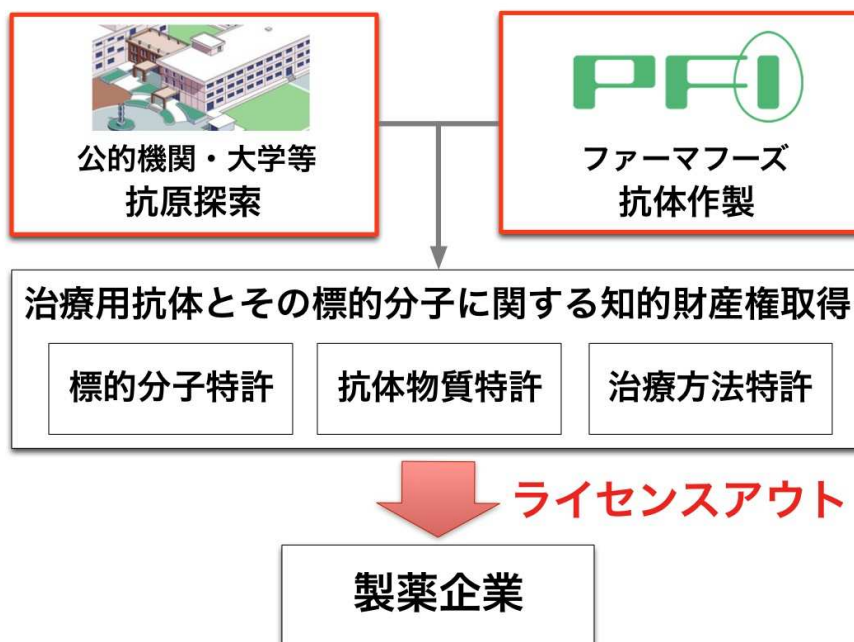 公的機関・大学等
抗原探索
PFI
ファーマフーズ
抗体作製
治療用抗体とその標的分子に関する知的財産権取得
標的分子特許
抗体物質特許
治療方法特許
ライセンスアウト
製薬企業